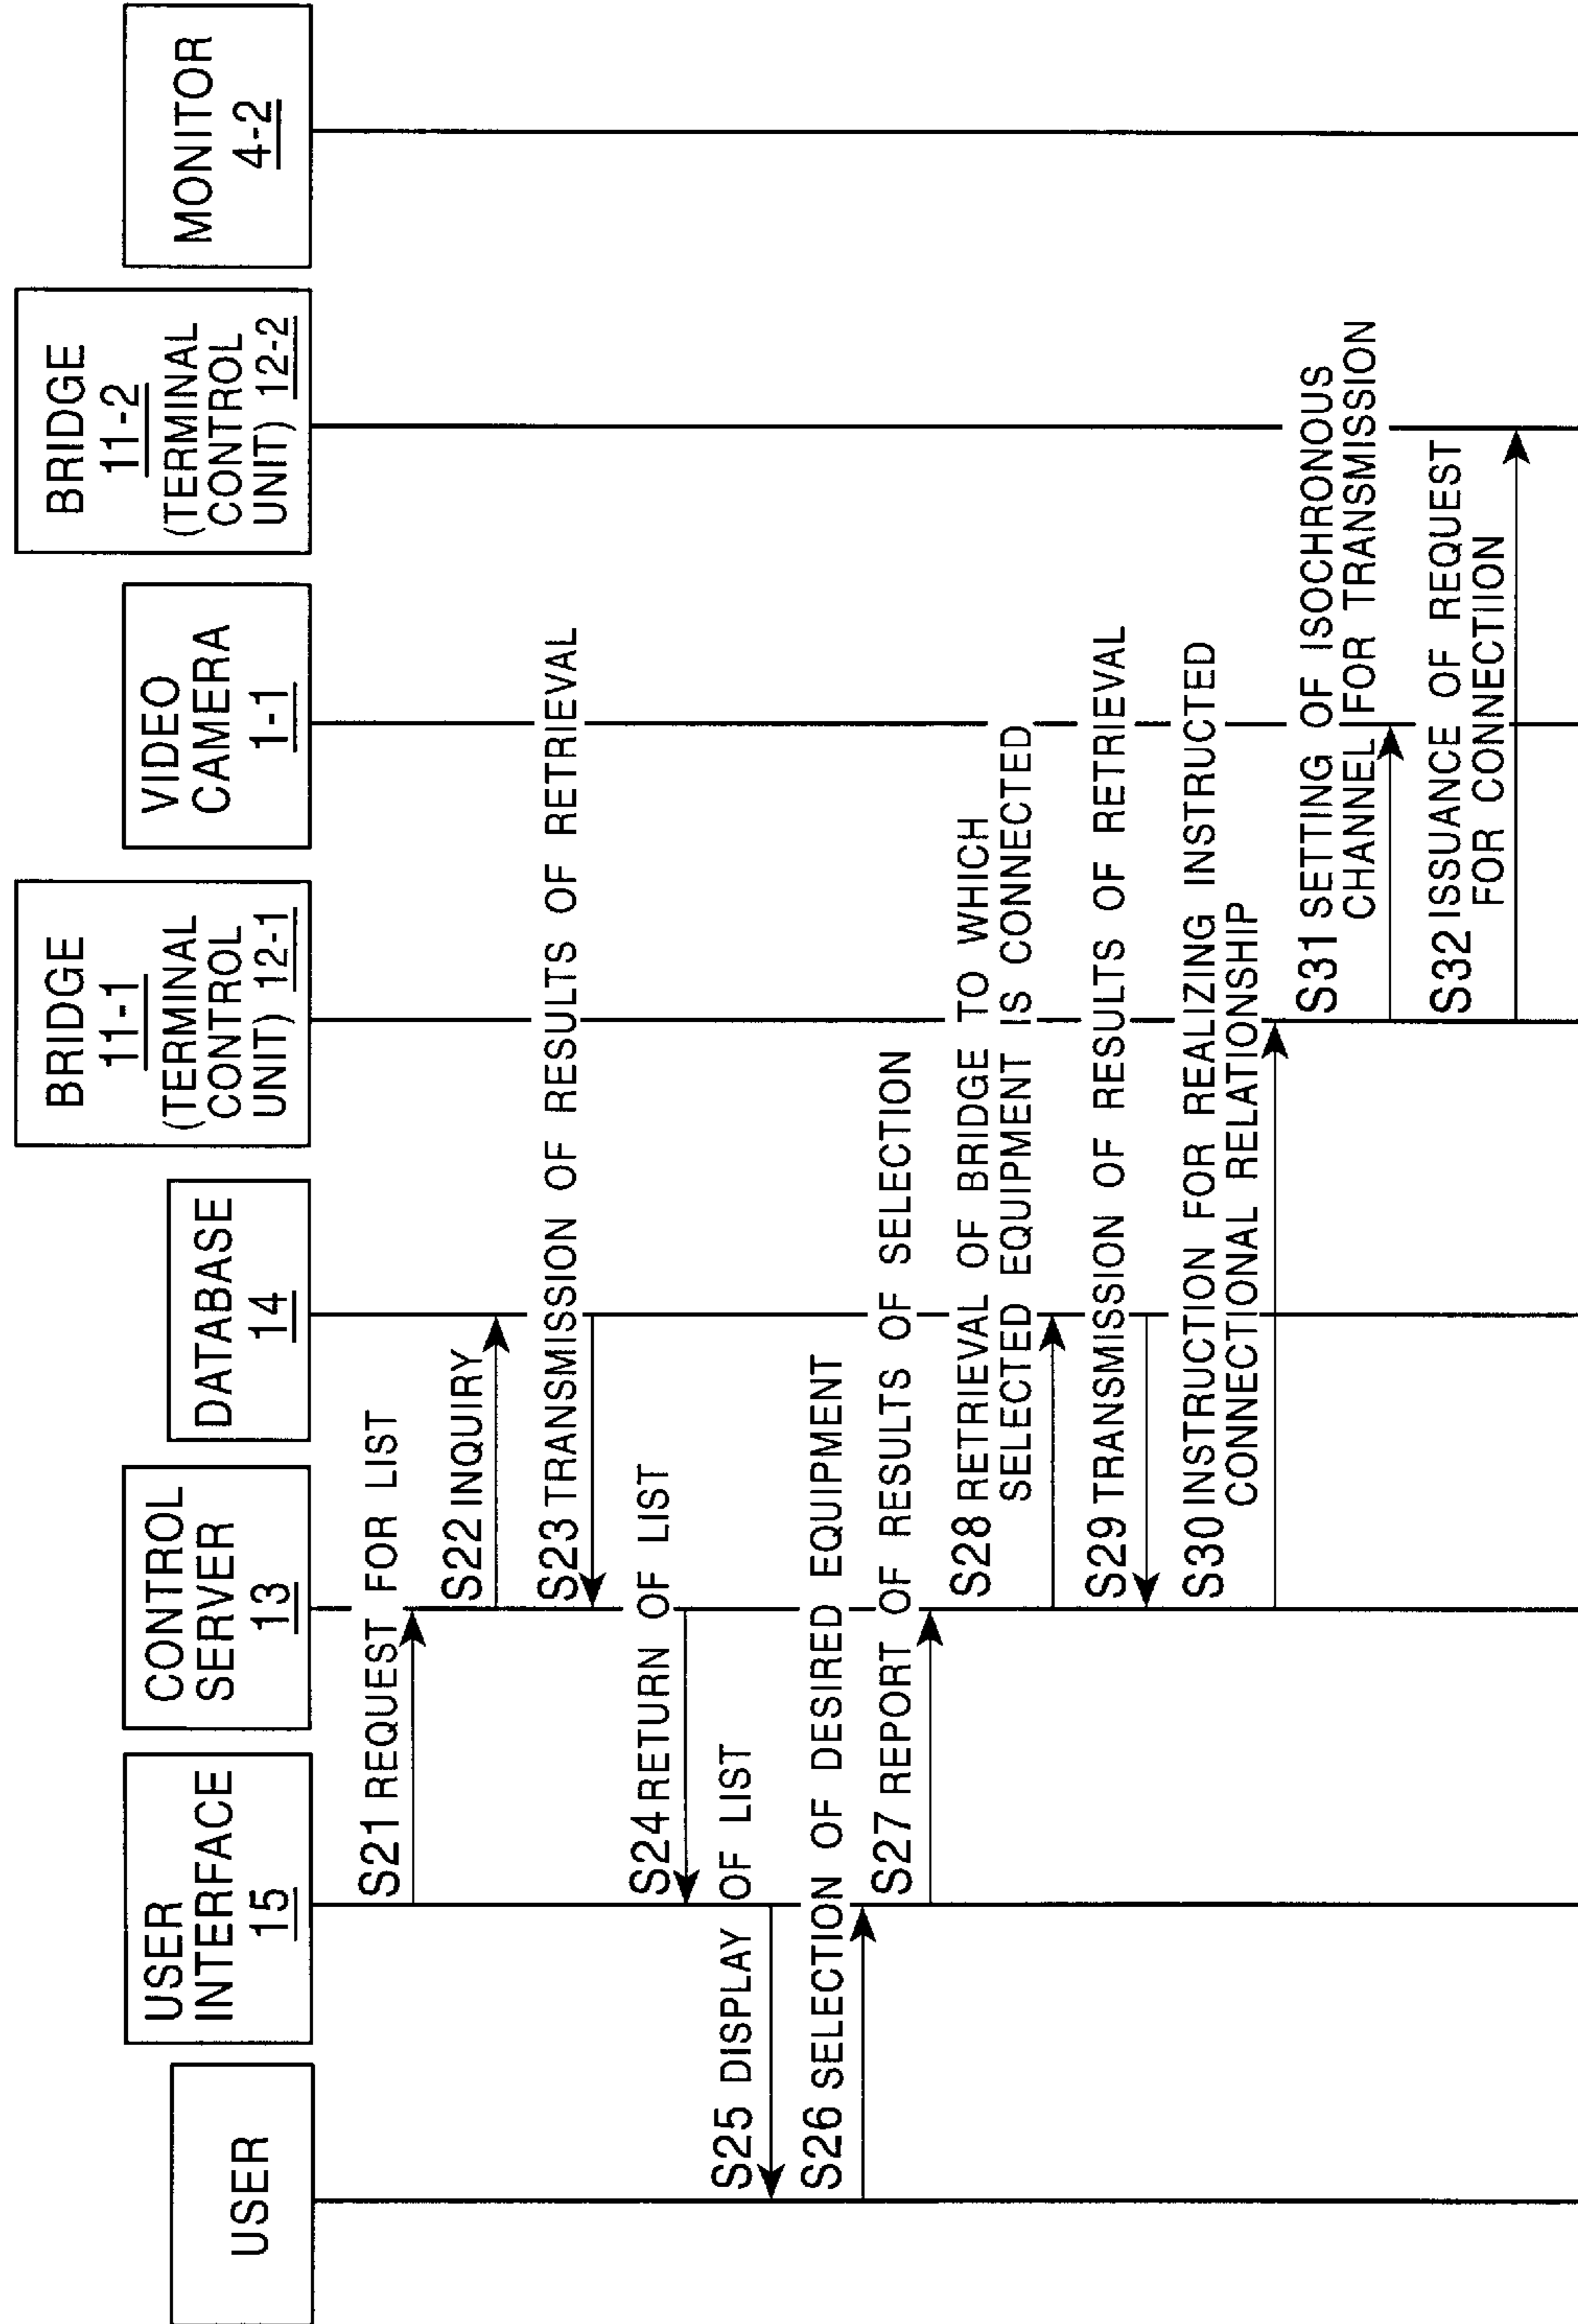 USER
USER
INTERFACE
15
CONTROL
SERVER
13
DATABASE
14
BRIDGE
11-1
(TERMINAL
CONTROL
UNIT) 12-1
VIDEO
CAMERA
1-1
BRIDGE
11-2
(TERMINAL
CONTROL
UNIT) 12-2
MONITOR
4-2
S21 REQUEST FOR LIST
S22 INQUIRY
S23 TRANSMISSION OF RESULTS OF RETRIEVAL
S24 RETURN OF LIST
S25 DISPLAY OF LIST
S26 SELECTION OF DESIRED EQUIPMENT
S27 REPORT OF RESULTS OF SELECTION
S28 RETRIEVAL OF BRIDGE TO WHICH
SELECTED EQUIPMENT IS CONNECTED
S29 TRANSMISSION OF RESULTS OF RETRIEVAL
S30 INSTRUCTION FOR REALIZING INSTRUCTED
CONNECTIONAL RELATIONSHIP
S31 SETTING OF ISOCHRONOUS
CHANNEL FOR TRANSMISSION
S32 ISSUANCE OF REQUEST
FOR CONNECTIION